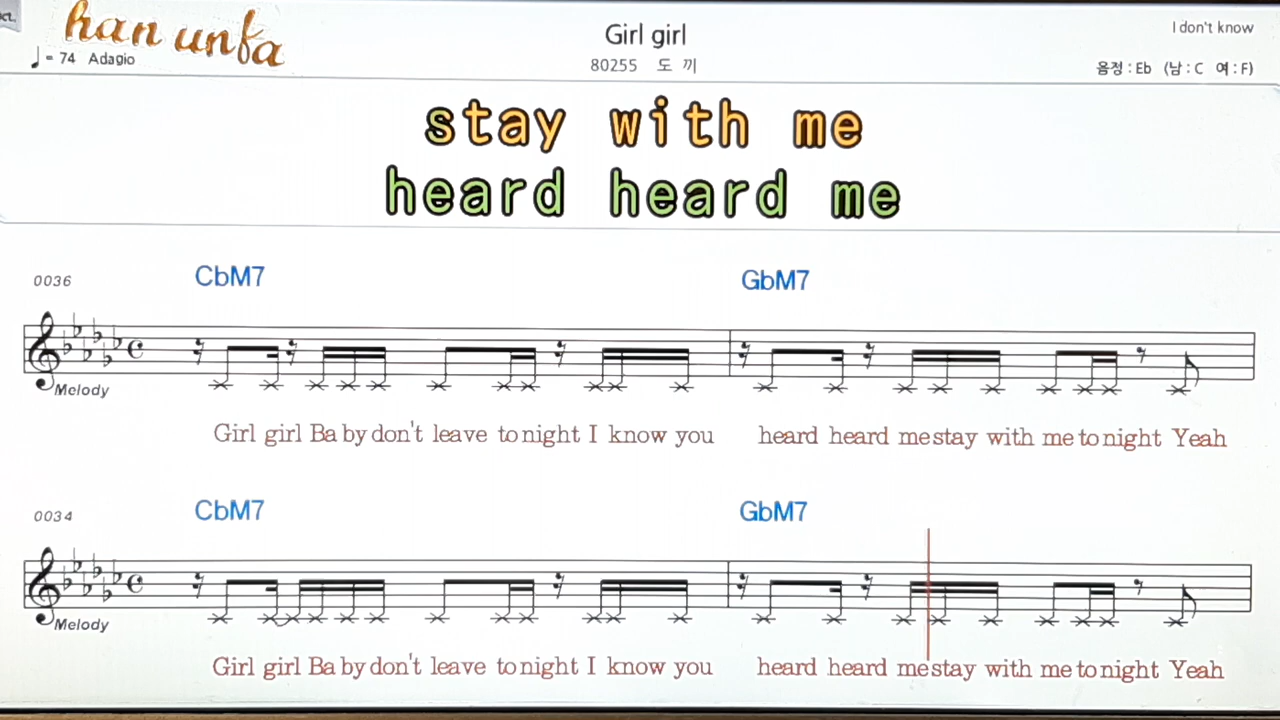 ct.
han unfa
Girl girl
I don't know
♩= 74 Adagio
80255 도 끼
음정 : Eb (남 : C 여 : F)
stay with me
heard heard me
0036
CbM7
GbM7
Melody
Girl girl Ba by don't leave to night I know you heard heard me stay with me to night Yeah
0034
CbM7
GbM7
Melody
Girl girl Ba by don't leave to night I know you heard heard me stay with me to night Yeah